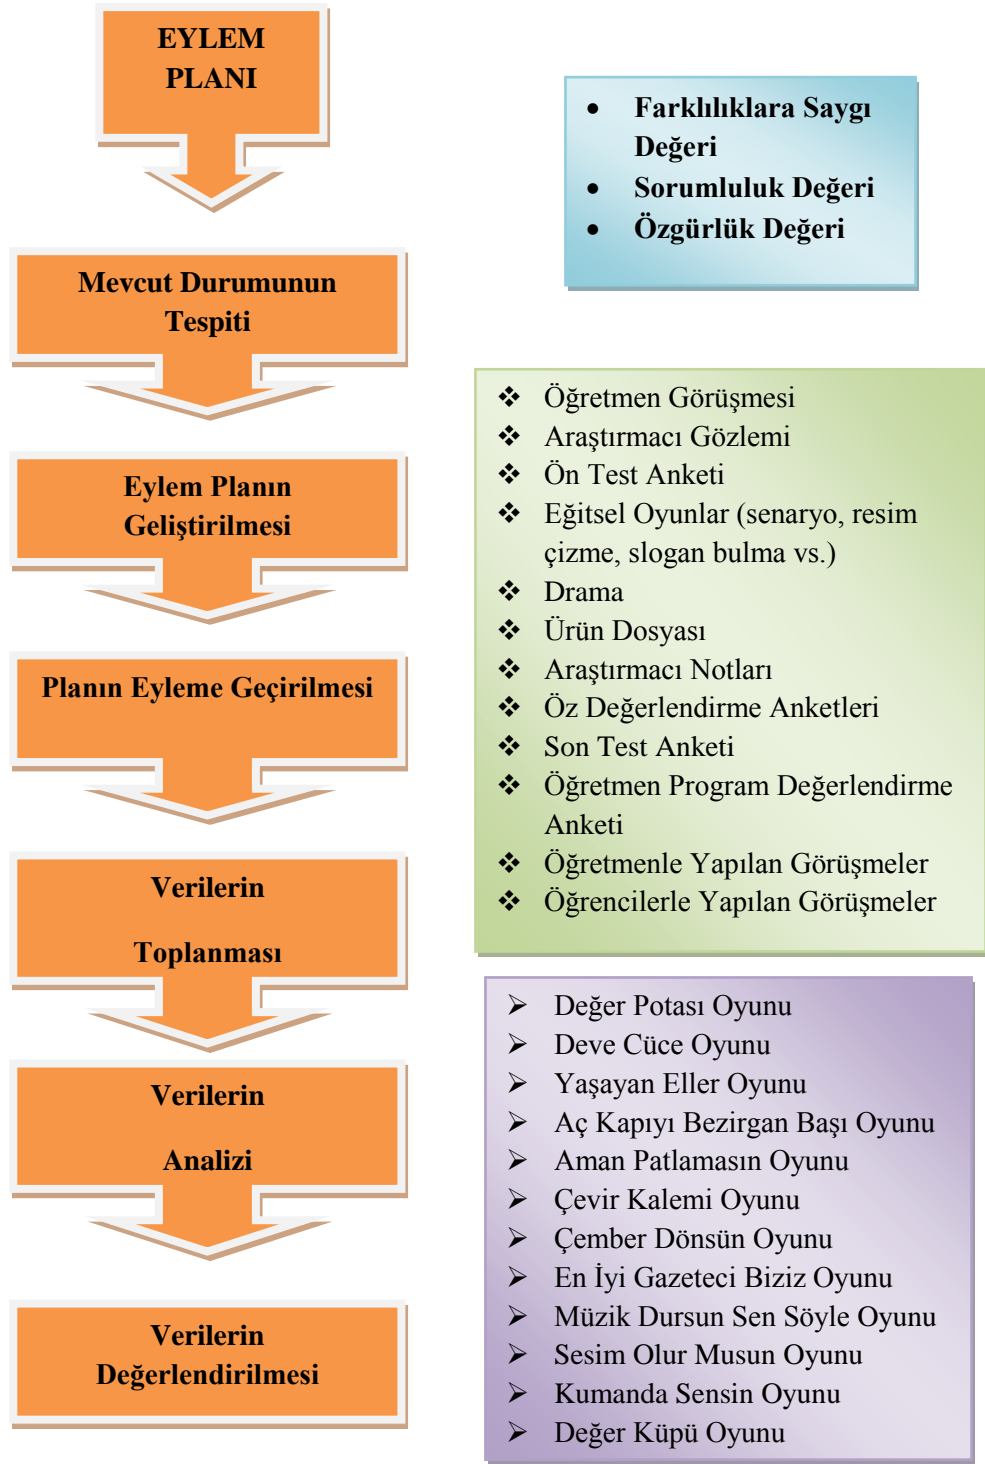 EYLEM
PLANI
Mevcut Durumunun
Tespiti
Eylem Planın
Geliştirilmesi
Planın Eyleme Geçirilmesi
Verilerin
Toplanması
Verilerin
Analizi
Verilerin
Değerlendirilmesi
• Farklılıklara Saygı
Değeri
• Sorumluluk Değeri
• Özgürlük Değeri
❖ Öğretmen Görüşmesi
❖ Araştırmacı Gözlemi
❖ Ön Test Anketi
❖ Eğitsel Oyunlar (senaryo, resim
çizme, slogan bulma vs.)
❖ Drama
❖ Ürün Dosyası
❖ Araştırmacı Notları
❖ Öz Değerlendirme Anketleri
❖ Son Test Anketi
❖ Öğretmen Program Değerlendirme
Anketi
❖ Öğretmenle Yapılan Görüşmeler
❖ Öğrencilerle Yapılan Görüşmeler
➢ Değer Potası Oyunu
➢ Deve Cüce Oyunu
➢ Yaşayan Eller Oyunu
➢ Aç Kapıyı Bezirgan Başı Oyunu
➢ Aman Patlamasın Oyunu
➢ Çevir Kalemi Oyunu
➢ Çember Dönsün Oyunu
➢ En İyi Gazeteci Biziz Oyunu
➢ Müzik Dursun Sen Söyle Oyunu
➢ Sesim Olur Musun Oyunu
➢ Kumanda Sensin Oyunu
➢ Değer Küpü Oyunu